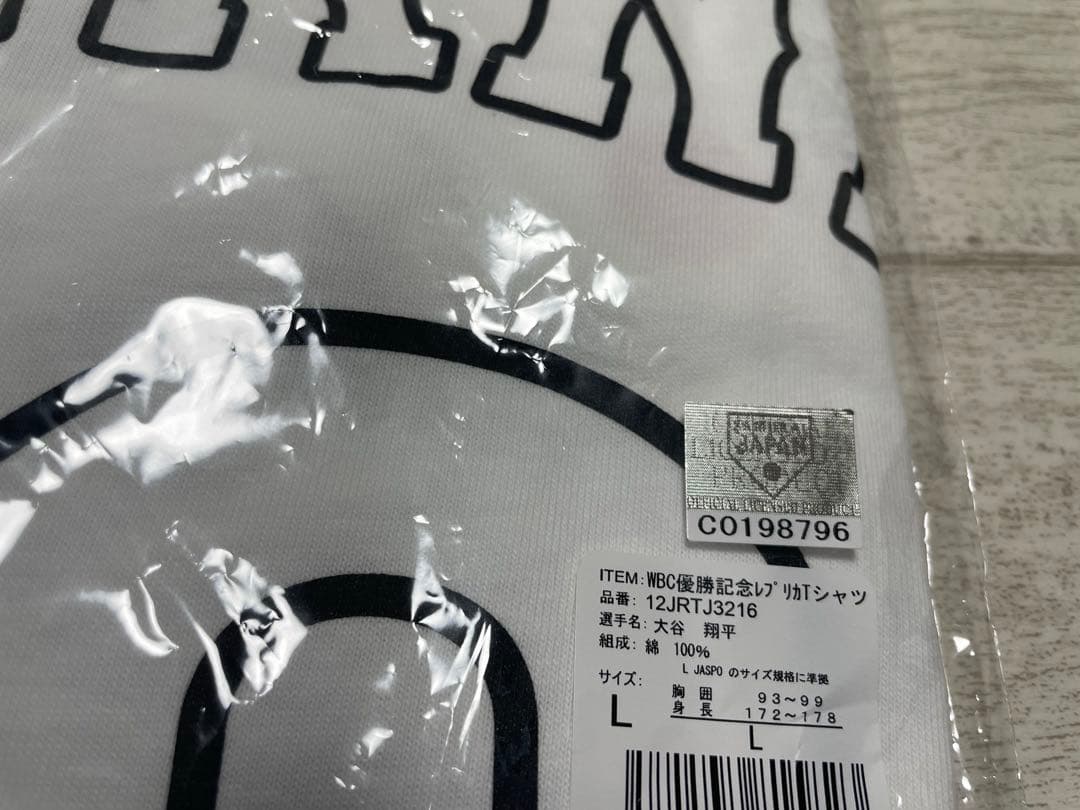 SAMURAI
JAPAN
OFFICIAL LICENSED PRODUCT
C0198796
ITEM:WBC優勝記念ﾚﾌﾟﾘｶTシャツ
品番: 12JRTJ3216
選手名: 大谷 翔平
組成: 綿 100%
L JASPO のサイズ規格に準拠
サイズ:
胸囲 93～99
L
身長 172～178
L